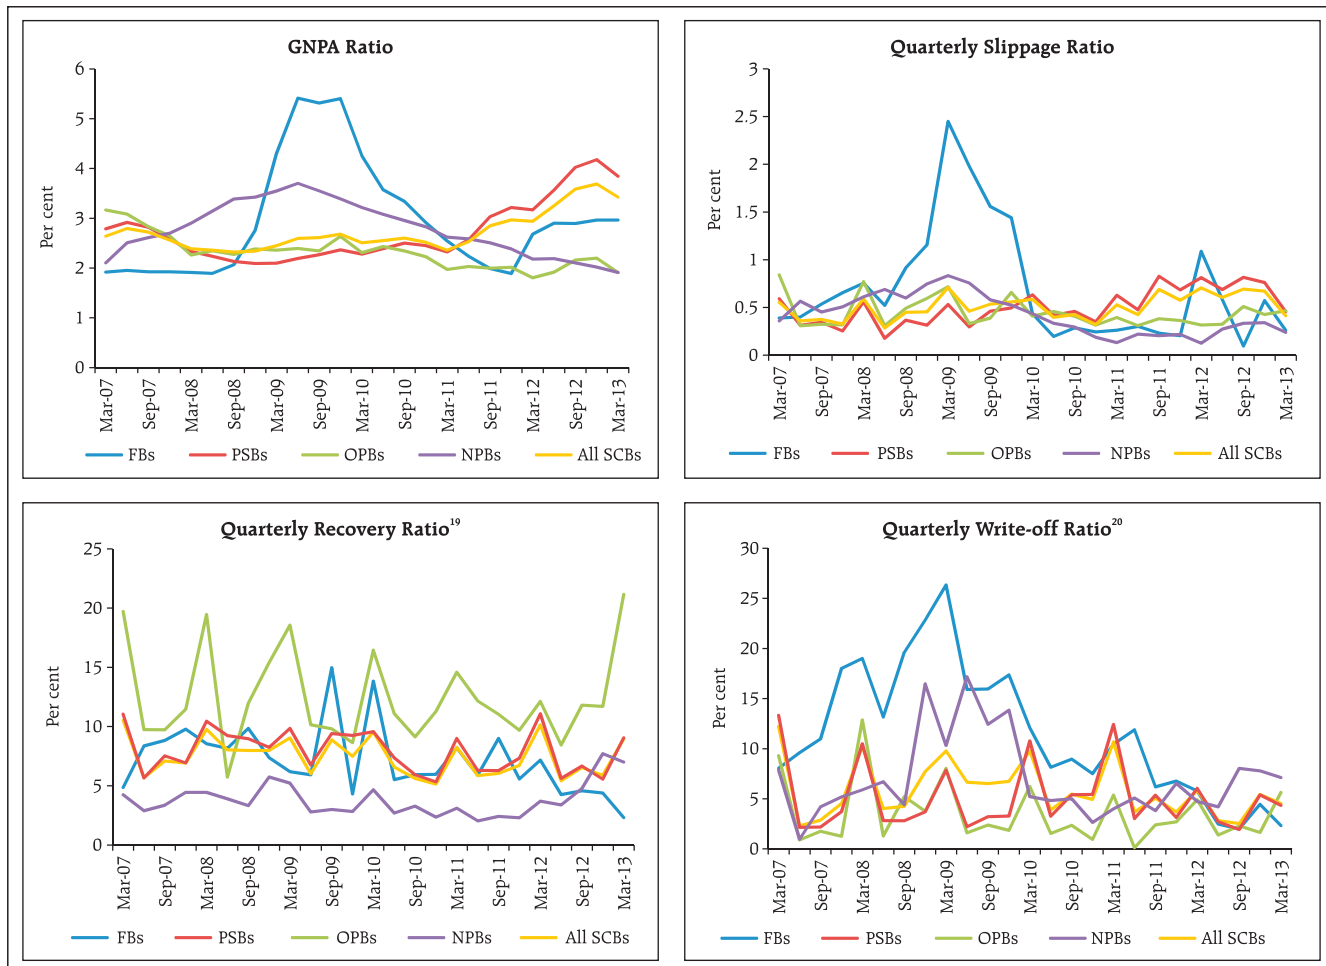 GNPA Ratio
Per cent
6
5
4
3
2
1
0
Mar-07
Sep-07
Mar-08
Sep-08
Mar-09
Sep-09
Mar-10
Sep-10
Mar-11
Sep-11
Mar-12
Sep-12
Mar-13
FBs PSBs OPBs NPBs All SCBs
Quarterly Slippage Ratio
Per cent
3
2.5
2
1.5
1
0.5
0
Mar-07
Sep-07
Mar-08
Sep-08
Mar-09
Sep-09
Mar-10
Sep-10
Mar-11
Sep-11
Mar-12
Sep-12
Mar-13
FBs PSBs OPBs NPBs All SCBs
Quarterly Recovery Ratio19
Per cent
25
20
15
10
5
0
Mar-07
Sep-07
Mar-08
Sep-08
Mar-09
Sep-09
Mar-10
Sep-10
Mar-11
Sep-11
Mar-12
Sep-12
Mar-13
FBs PSBs OPBs NPBs All SCBs
Quarterly Write-off Ratio20
Per cent
30
25
20
15
10
5
0
Mar-07
Sep-07
Mar-08
Sep-08
Mar-09
Sep-09
Mar-10
Sep-10
Mar-11
Sep-11
Mar-12
Sep-12
Mar-13
FBs PSBs OPBs NPBs All SCBs